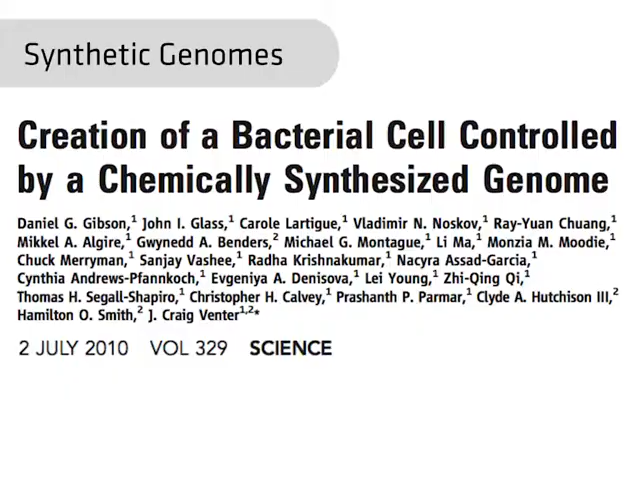 Synthetic Genomes
Creation of a Bacterial Cell Controlled
by a Chemically Synthesized Genome
Daniel G. Gibson,¹ John I. Glass,¹ Carole Lartigue,¹ Vladimir N. Noskov,¹ Ray-Yuan Chuang,¹
Mikkel A. Algire,¹ Gwynedd A. Benders,² Michael G. Montague,¹ Li Ma,¹ Monzia M. Moodie,¹
Chuck Merryman,¹ Sanjay Vashee,¹ Radha Krishnakumar,¹ Nacyra Assad-Garcia,¹
Cynthia Andrews-Pfannkoch,¹ Evgeniya A. Denisova,¹ Lei Young,¹ Zhi-Qing Qi,¹
Thomas H. Segall-Shapiro,¹ Christopher H. Calvey,¹ Prashanth P. Parmar,¹ Clyde A. Hutchison III,²
Hamilton O. Smith,² J. Craig Venter¹,²*
2 JULY 2010 VOL 329 SCIENCE